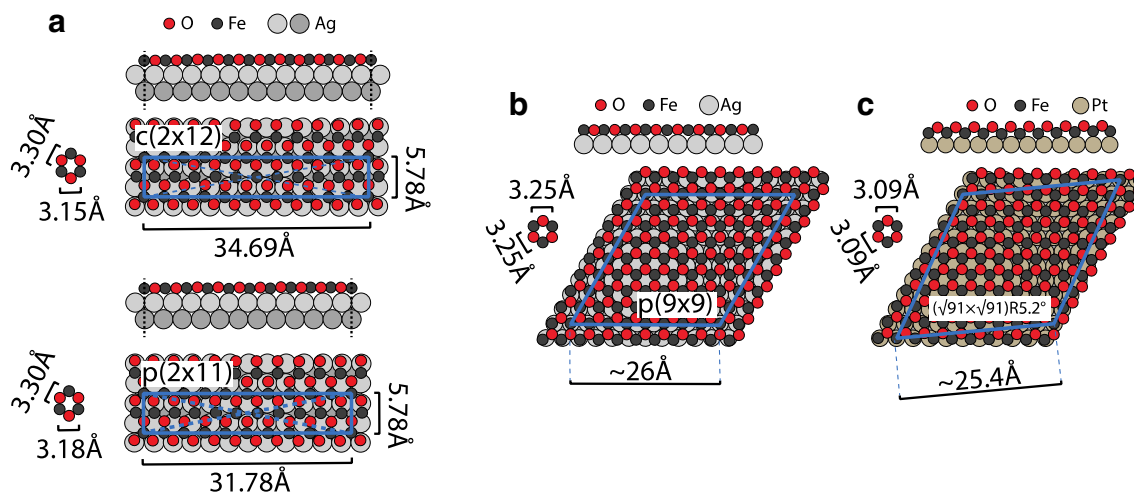 a
O Fe Ag
c(2x12)
3.30Å
3.15Å
5.78Å
34.69Å
p(2x11)
3.30Å
3.18Å
5.78Å
31.78Å
b
O Fe Ag
3.25Å
3.25Å
p(9x9)
~26Å
c
O Fe Pt
3.09Å
3.09Å
(√91×√91)R5.2°
~25.4Å